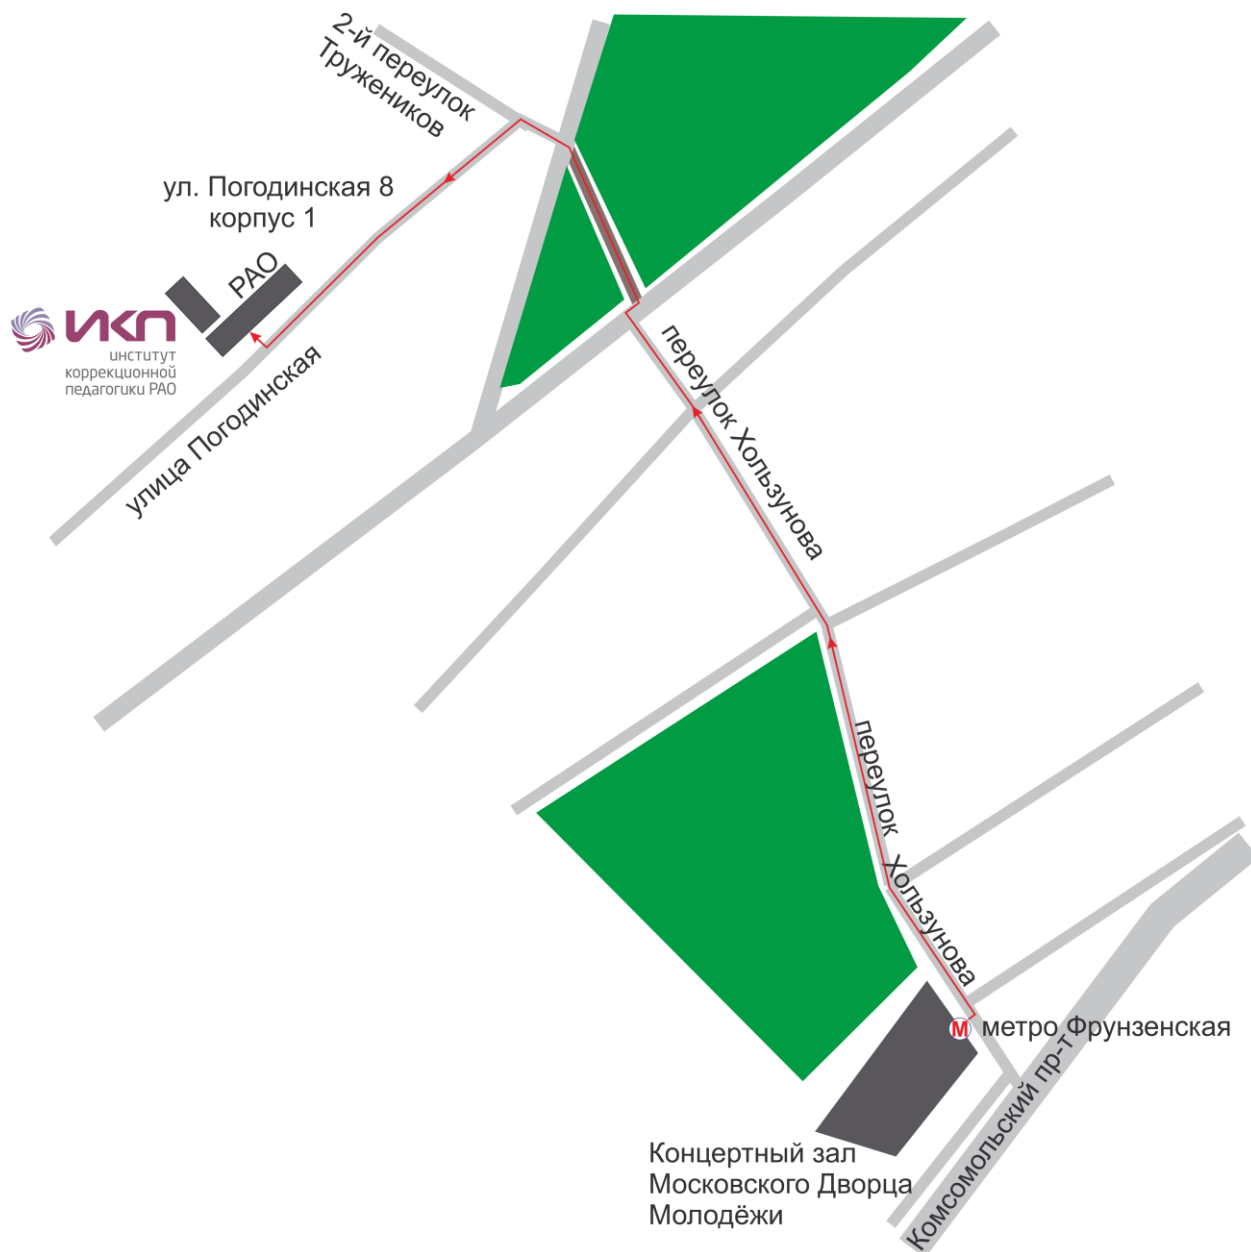 2-й переулок
Тружеников
ул. Погодинская 8
корпус 1
РАО
ИКП
институт
коррекционной
педагогики РАО
улица Погодинская
переулок Хользунова
переулок Хользунова
М метро Фрунзенская
Комсомольский пр-т
Концертный зал
Московского Дворца
Молодёжи